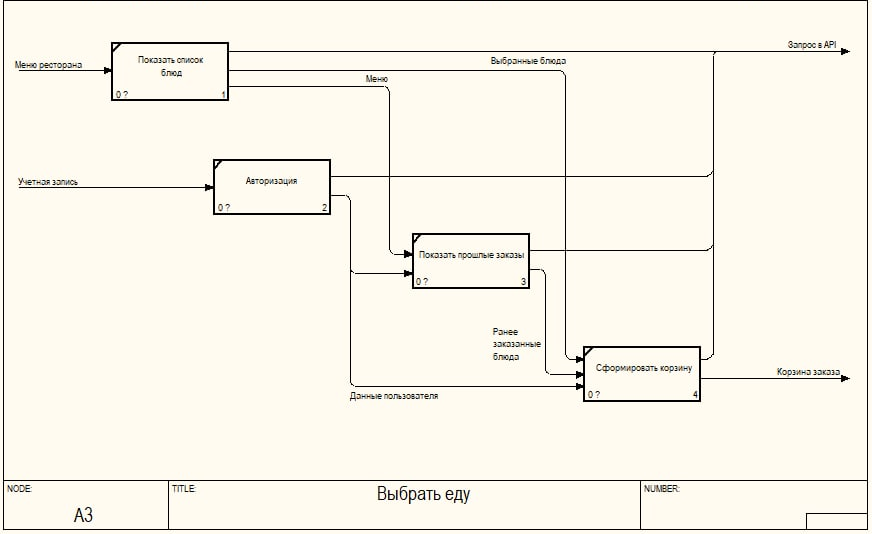 Запрос в API
Показать список
блюд
Выбранные блюда
Меню ресторана
Меню
0 ?
1
Учетная запись
Авторизация
0 ?
2
Показать прошлые заказы
0 ?
3
Ранее
заказанные
блюда
Сформировать корзину
Корзина заказа
0 ?
4
Данные пользователя
NODE:
TITLE:
NUMBER:
Выбрать еду
A3